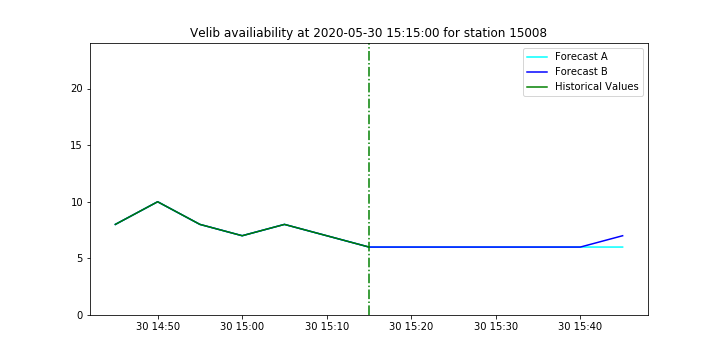 Velib availiability at 2020-05-30 15:15:00 for station 15008
Forecast A
Forecast B
Historical Values
20
15
10
5
0
30 14:50
30 15:00
30 15:10
30 15:20
30 15:30
30 15:40